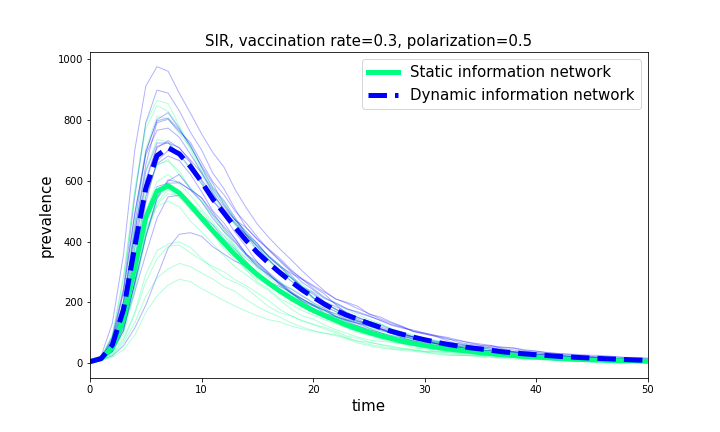 SIR, vaccination rate=0.3, polarization=0.5
Static information network
Dynamic information network
prevalence
1000
800
600
400
200
0
0 10 20 30 40 50
time